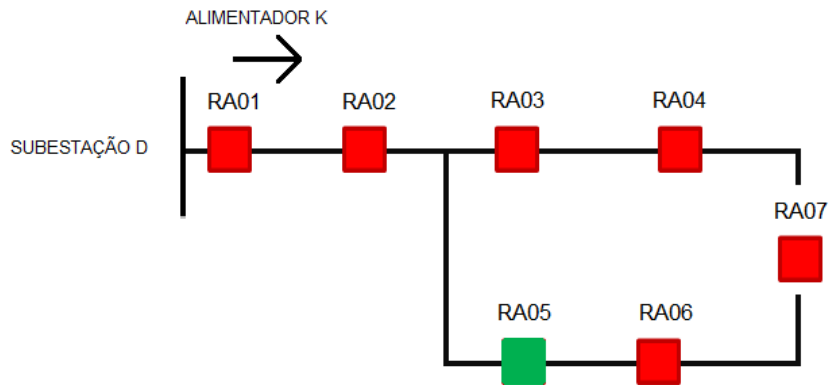 ALIMENTADOR K
RA01
RA02
RA03
RA04
SUBESTAÇÃO D
RA07
RA05
RA06